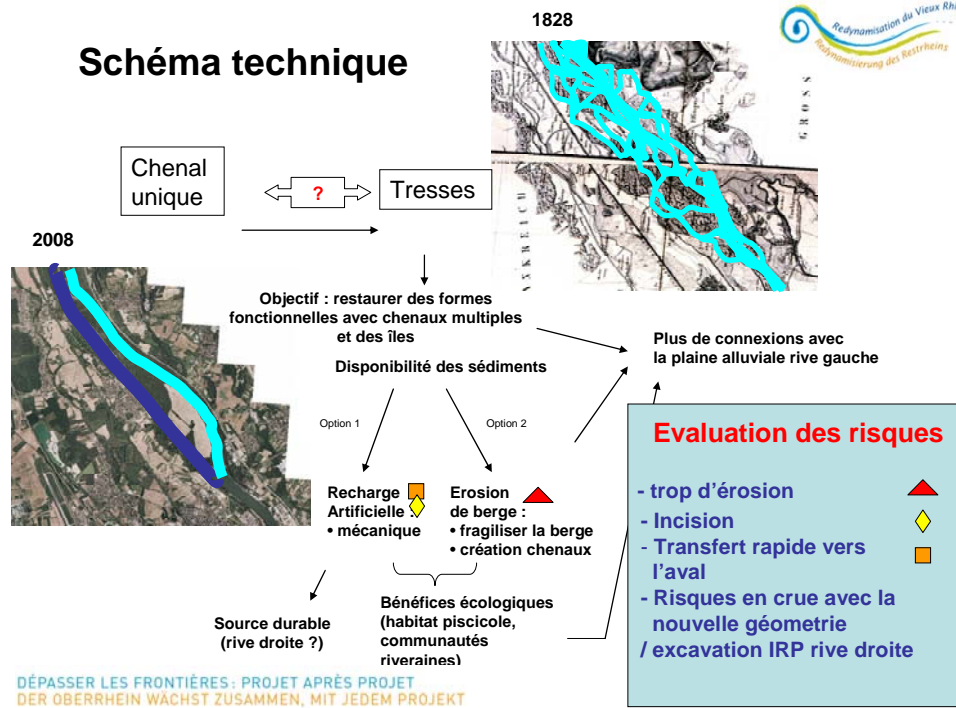 1828
Redynamisation du Vieux Rhi
Redynamisierung des Restrheins
Schéma technique
GROSS
FRANKREICH
Chenal
unique
?
Tresses
2008
Objectif : restaurer des formes
fonctionnelles avec chenaux multiples
et des îles
Disponibilité des sédiments
Plus de connexions avec
la plaine alluviale rive gauche
Option 1
Option 2
Recharge
Artificielle :
• mécanique
Erosion
de berge :
• fragiliser la berge
• création chenaux
Source durable
(rive droite ?)
Bénéfices écologiques
(habitat piscicole,
communautés
riveraines)
Evaluation des risques
- trop d'érosion
- Incision
- Transfert rapide vers
l'aval
- Risques en crue avec la
nouvelle géometrie
/ excavation IRP rive droite
DÉPASSER LES FRONTIÈRES : PROJET APRÈS PROJET
DER OBERRHEIN WÄCHST ZUSAMMEN, MIT JEDEM PROJEKT